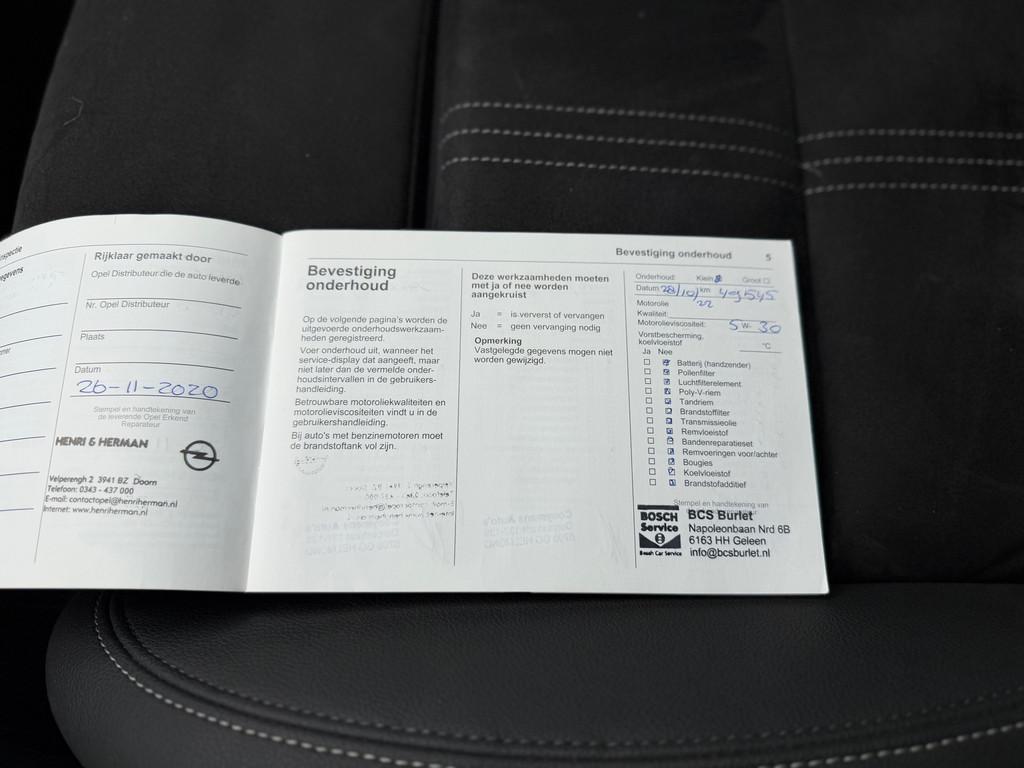 Rijklaar gemaakt door
Opel Distributeur die de auto leverde
Nr. Opel Distributeur
Plaats
Datum
26-11-2020
Stempel en handtekening van
de leverende Opel Erkend
Reparateur
HENRI & HERMAN
Velperengh 2 3941 BZ Doorn
Telefoon: 0343 - 437 000
E-mail: contactopel@henriherman.nl
Internet: www.henriherman.nl
Bevestiging onderhoud 5
Bevestiging
onderhoud
Op de volgende pagina's worden de
uitgevoerde onderhoudswerkzaam-
heden geregistreerd.
Voer onderhoud uit, wanneer het
service-display dat aangeeft, maar
niet later dan de vermelde onder-
houdsintervallen in de gebruikers-
handleiding.
Betrouwbare motoroliekwaliteiten en
motorolieviscositeiten vindt u in de
gebruikershandleiding.
Bij auto's met benzinemotoren moet
de brandstoftank vol zijn.
Deze werkzaamheden moeten
met ja of nee worden
aangekruist
Ja = is ververst of vervangen
Nee = geen vervanging nodig
Opmerking
Vastgelegde gegevens mogen niet
worden gewijzigd.
Onderhoud: Klein Groot
Datum 28/10/22 km 49545
Motorolie
Kwaliteit:
Motorolieviscositeit: 5 W- 30
Vorstbescherming,
koelvloeistof °C
Ja Nee
Batterij (handzender)
Pollenfilter
Luchtfilterelement
Poly-V-riem
Tandriem
Brandstoffilter
Transmissieolie
Remvloeistof
Bandenreparatieset
Remvoeringen voor/achter
Bougies
Koelvloeistof
Brandstofadditief
Stempel en handtekening van
BOSCH
Service
Bosch Car Service
BCS Burlet
Napoleonbaan Nrd 6B
6163 HH Geleen
info@bcsburlet.nl